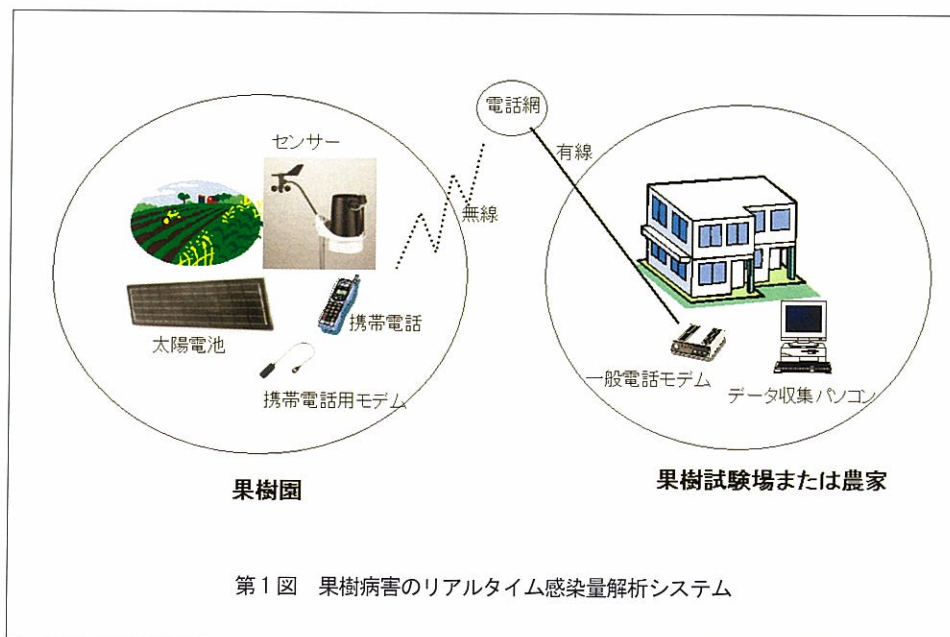 電話網
センサー
有線
無線
携帯電話
太陽電池
携帯電話用モデム
一般電話モデム
データ収集パソコン
果樹園
果樹試験場または農家
第1図 果樹病害のリアルタイム感染量解析システム